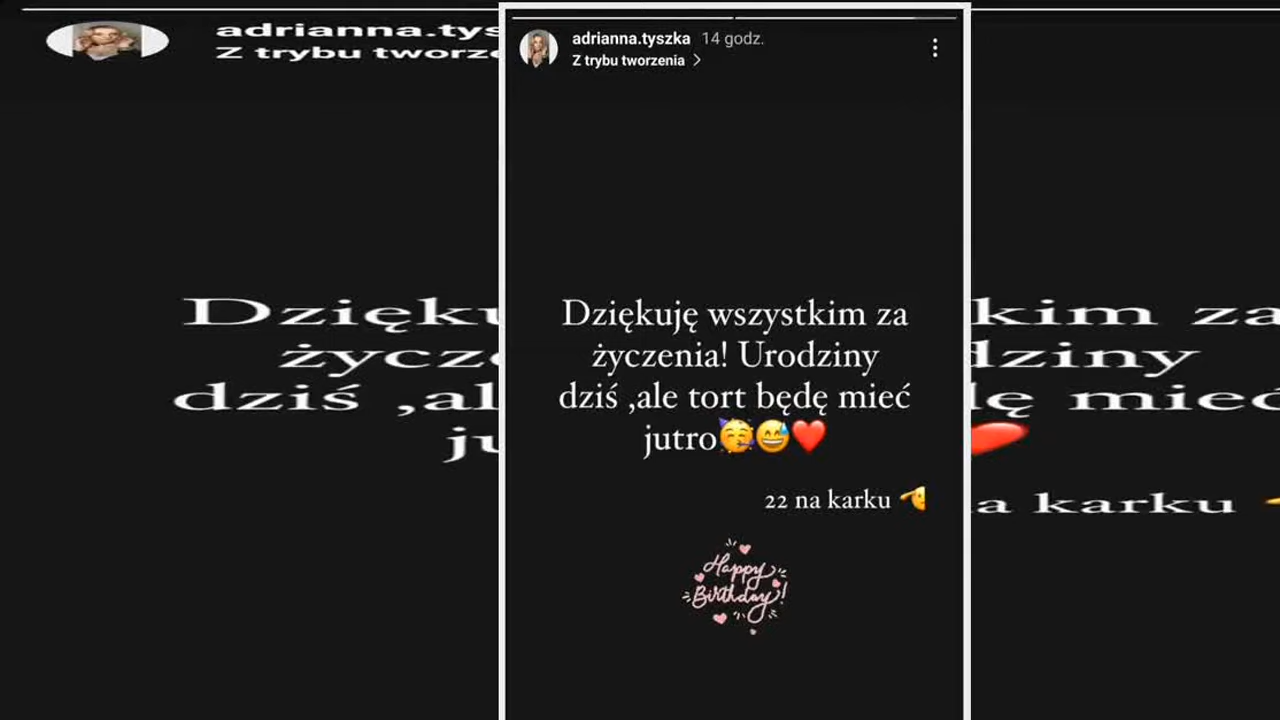 adrianna.tyszka 14 godz.
Z trybu tworzenia
Dziękuję wszystkim za
życzenia! Urodziny
dziś ,ale tort będę mieć
jutro🥳😅❤️
22 na karku 🫡
Happy
Birthday!